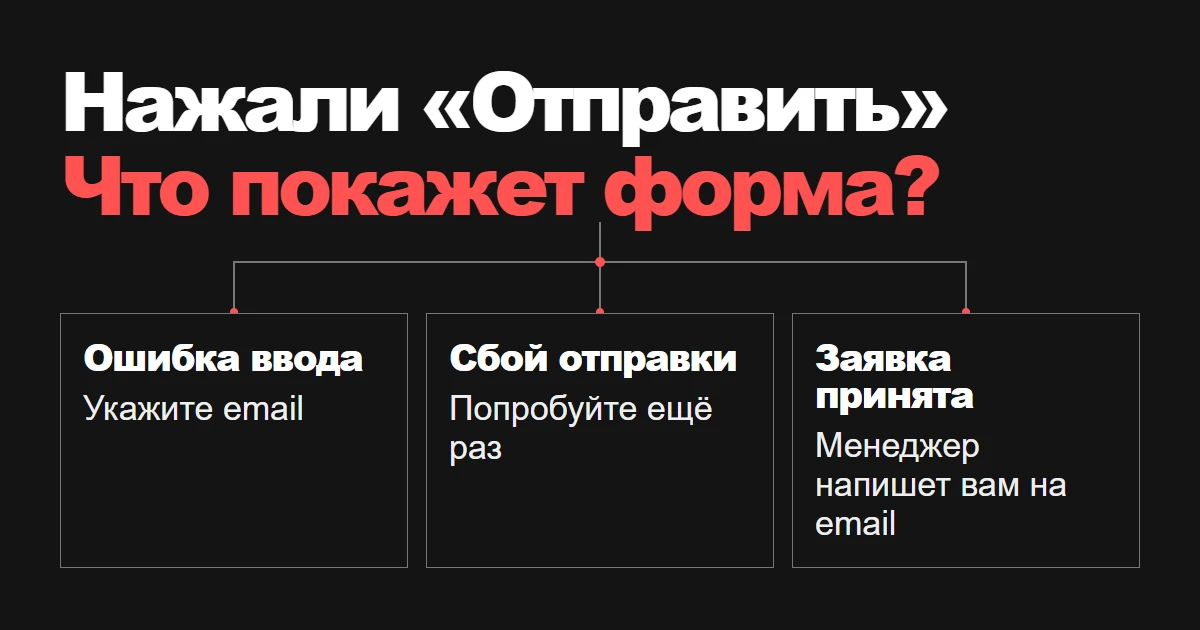 Нажали «Отправить»
Что покажет форма?
Ошибка ввода
Укажите email
Сбой отправки
Попробуйте ещё
раз
Заявка
принята
Менеджер
напишет вам на
email